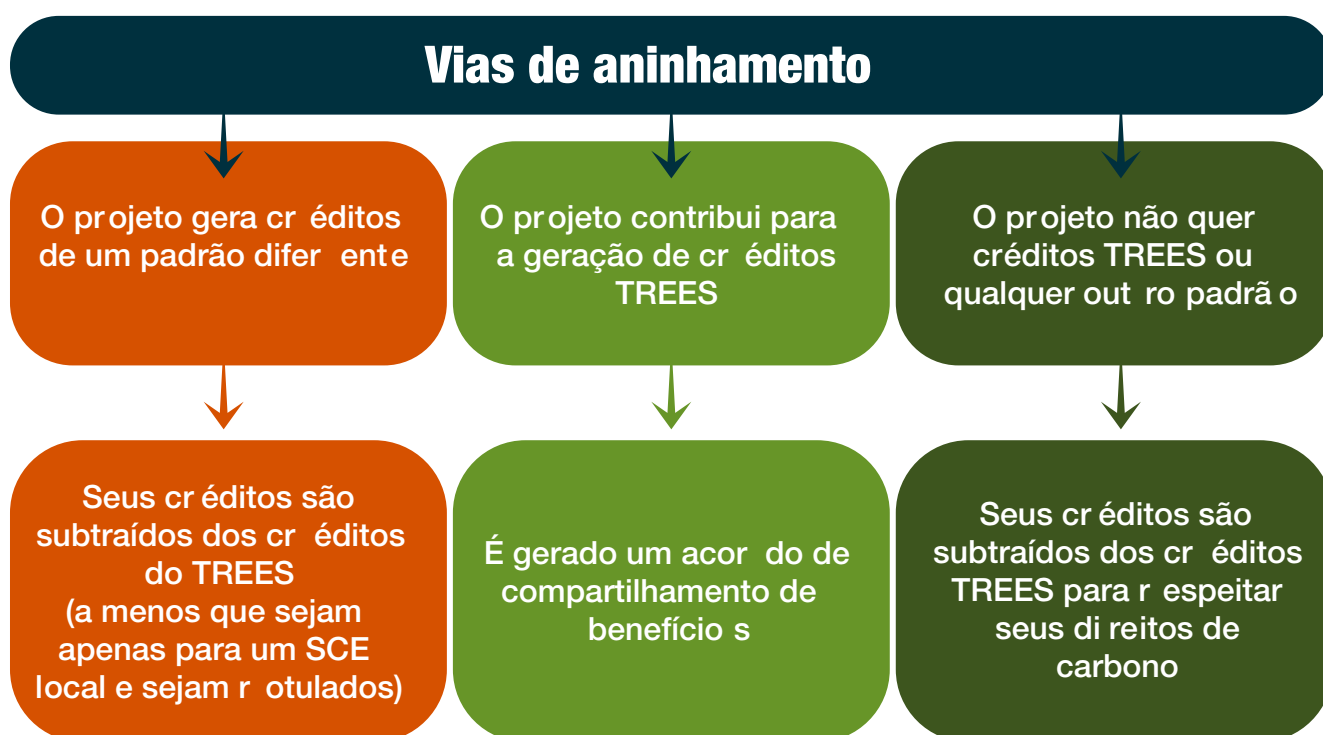 Vias de aninhamento
O projeto gera créditos
de um padrão diferente
O projeto contribui para
a geração de créditos
TREES
O projeto não quer
créditos TREES ou
qualquer outro padrão
Seus créditos são
subtraídos dos créditos
do TREES
(a menos que sejam
apenas para um SCE
local e sejam rotulados)
É gerado um acordo de
compartilhamento de
benefícios
Seus créditos são
subtraídos dos créditos
TREES para respeitar
seus direitos de
carbono